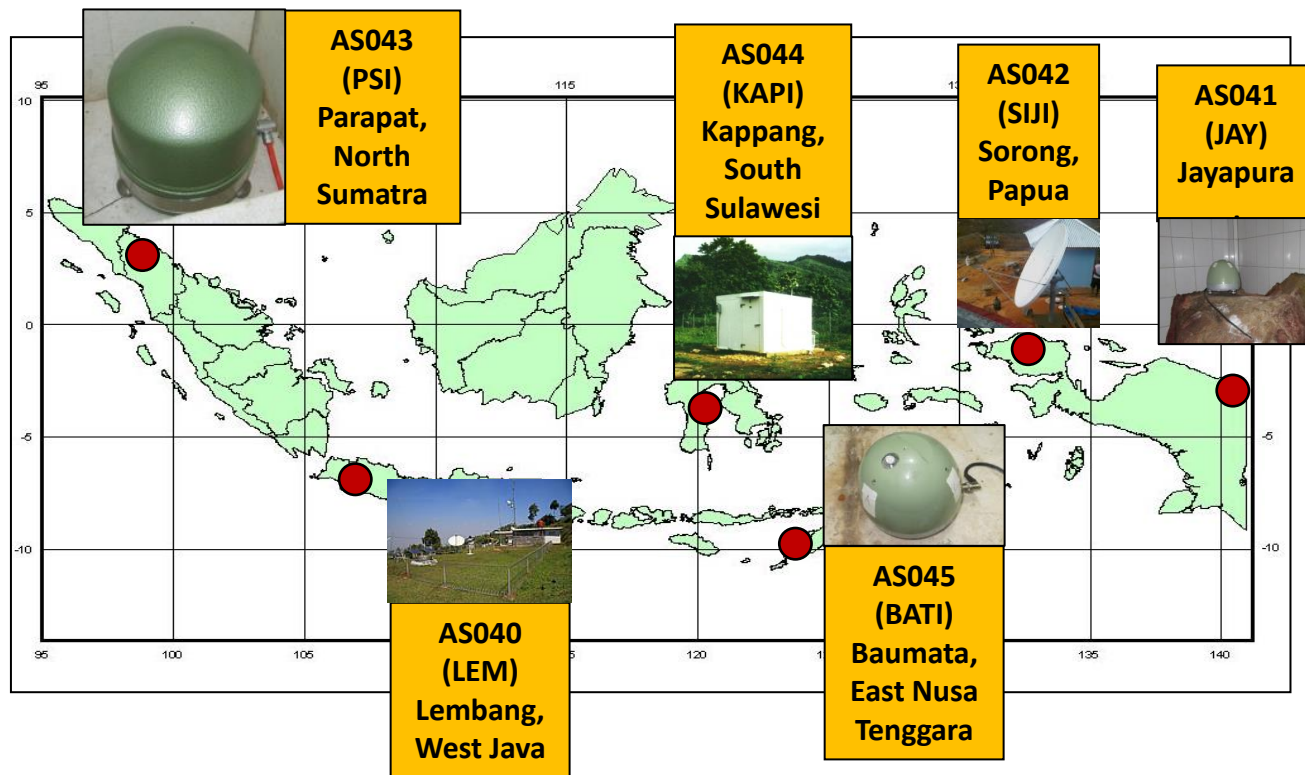 AS043
(PSI)
Parapat,
North
Sumatra
AS044
(KAPI)
Kappang,
South
Sulawesi
AS042
(SIJI)
Sorong,
Papua
AS041
(JAY)
Jayapura
95 115
10
5
0
-5 -5
-10 -10
AS040
(LEM)
Lembang,
West Java
AS045
(BATI)
Baumata,
East Nusa
Tenggara
95 100 105 120 135 140